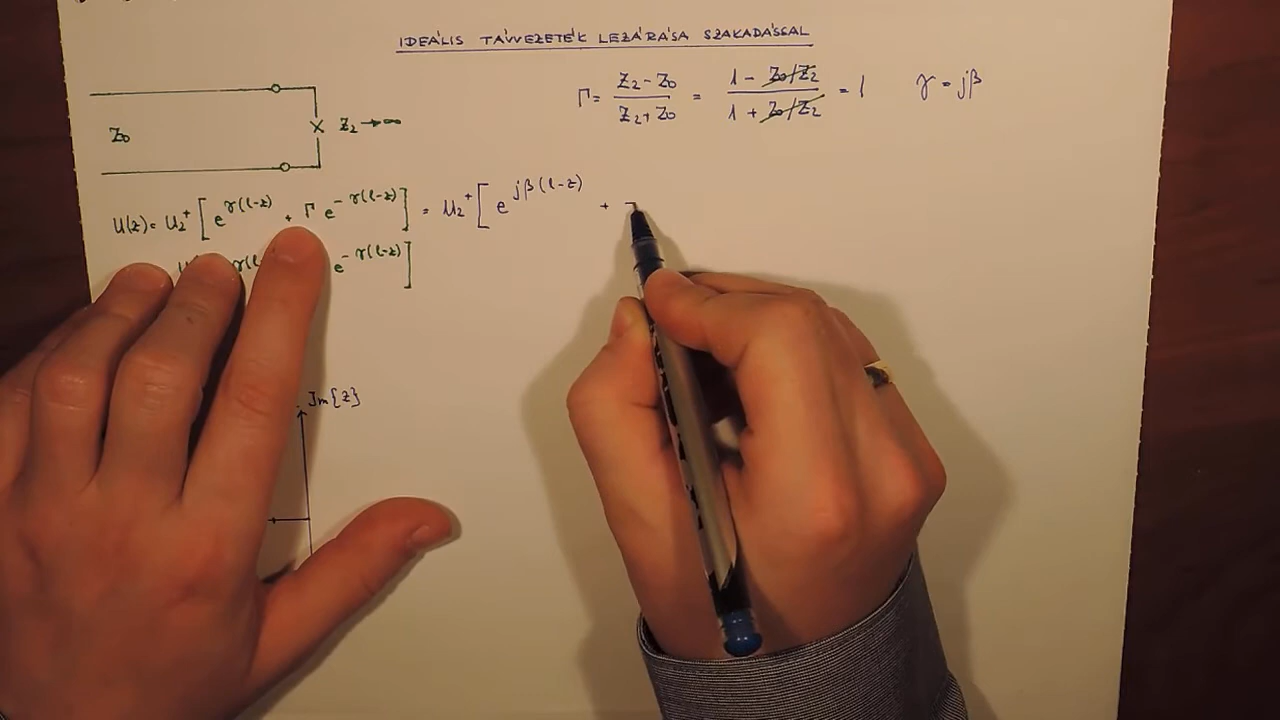 IDEÁLIS TÁVVEZETÉK LEZÁRÁSA SZAKADÁSSAL
Γ = (Z₂ - Z₀)/(Z₂ + Z₀) = (1 - Z₀/Z₂)/(1 + Z₀/Z₂) = 1 γ = jβ
Z₀ Z₂ → ∞
U(z) = U₂⁺ [e^γ(l-z) + Γ e^-γ(l-z)] = U₂⁺ [e^jβ(l-z) +
e^-γ(l-z)]
Jm{z}